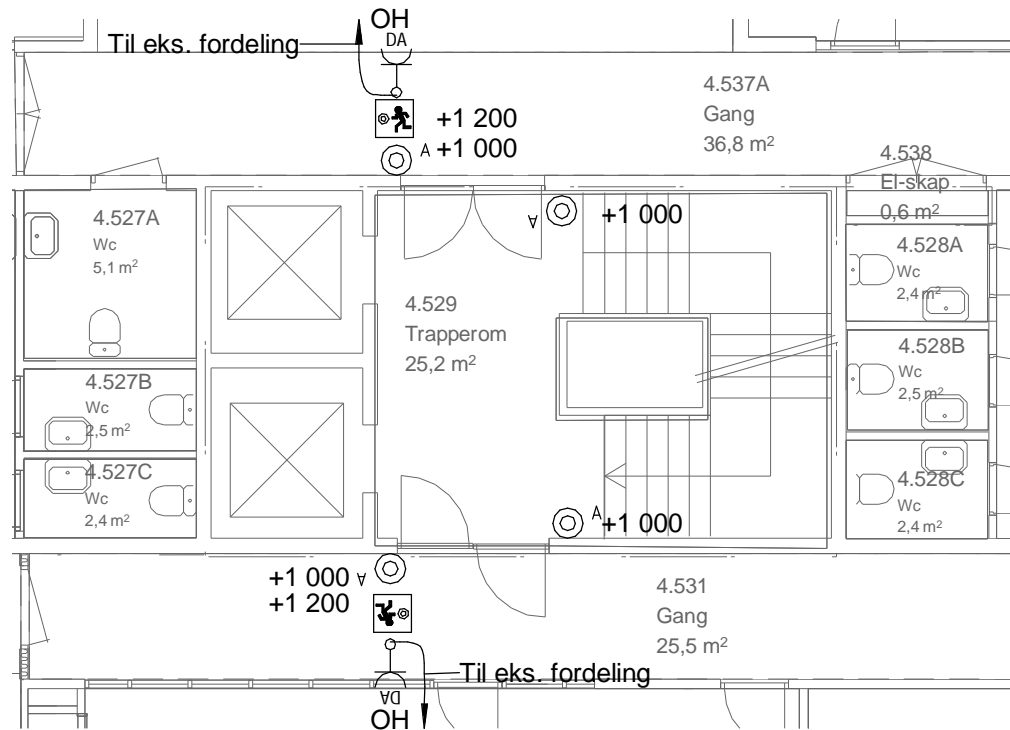 OH
DA
Til eks. fordeling
+1 200
A +1 000
4.537A
Gang
36,8 m²
4.538
El-skap
0,6 m²
4.527A
Wc
5,1 m²
A
+1 000
4.528A
Wc
2,4 m²
4.529
Trapperom
25,2 m²
4.528B
Wc
2,5 m²
4.527B
Wc
2,5 m²
4.527C
Wc
2,4 m²
4.528C
Wc
2,4 m²
A
+1 000
+1 000 A
+1 200
4.531
Gang
25,5 m²
Til eks. fordeling
DA
OH